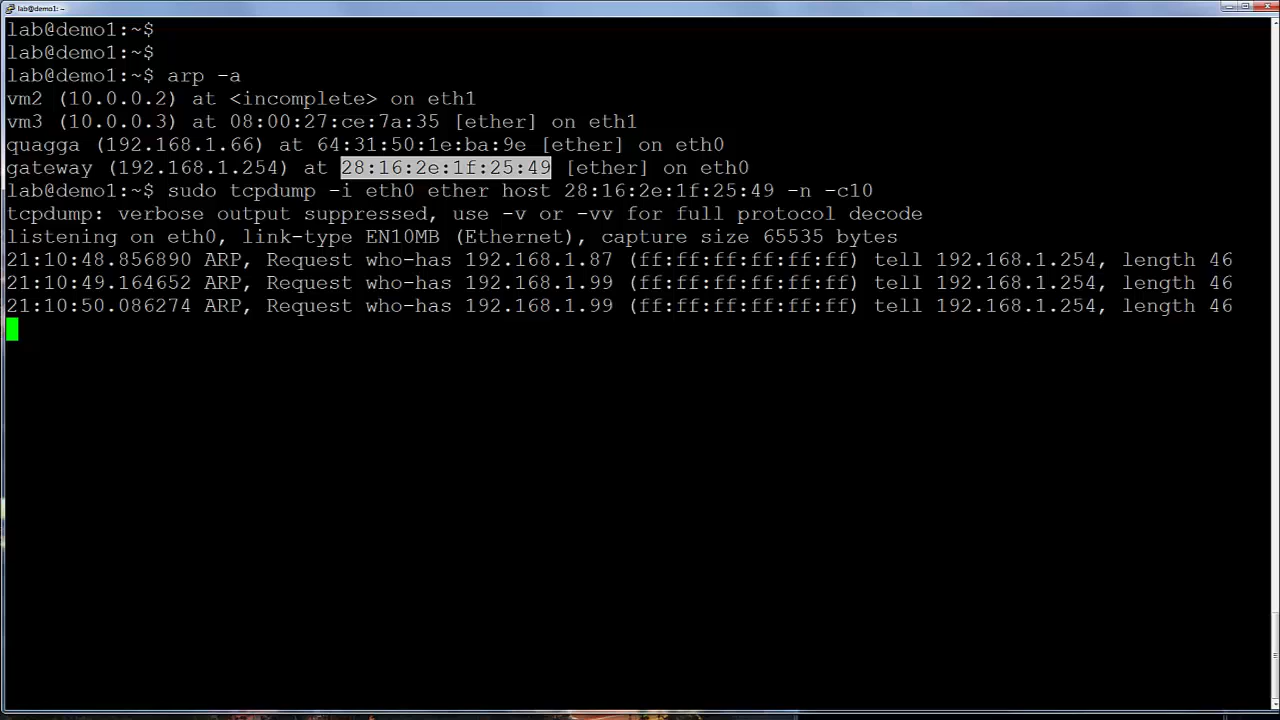 lab@demo1: ~
lab@demo1:~$
lab@demo1:~$
lab@demo1:~$ arp -a
vm2 (10.0.0.2) at <incomplete> on eth1
vm3 (10.0.0.3) at 08:00:27:ce:7a:35 [ether] on eth1
quagga (192.168.1.66) at 64:31:50:1e:ba:9e [ether] on eth0
gateway (192.168.1.254) at 28:16:2e:1f:25:49 [ether] on eth0
lab@demo1:~$ sudo tcpdump -i eth0 ether host 28:16:2e:1f:25:49 -n -c10
tcpdump: verbose output suppressed, use -v or -vv for full protocol decode
listening on eth0, link-type EN10MB (Ethernet), capture size 65535 bytes
21:10:48.856890 ARP, Request who-has 192.168.1.87 (ff:ff:ff:ff:ff:ff) tell 192.168.1.254, length 46
21:10:49.164652 ARP, Request who-has 192.168.1.99 (ff:ff:ff:ff:ff:ff) tell 192.168.1.254, length 46
21:10:50.086274 ARP, Request who-has 192.168.1.99 (ff:ff:ff:ff:ff:ff) tell 192.168.1.254, length 46